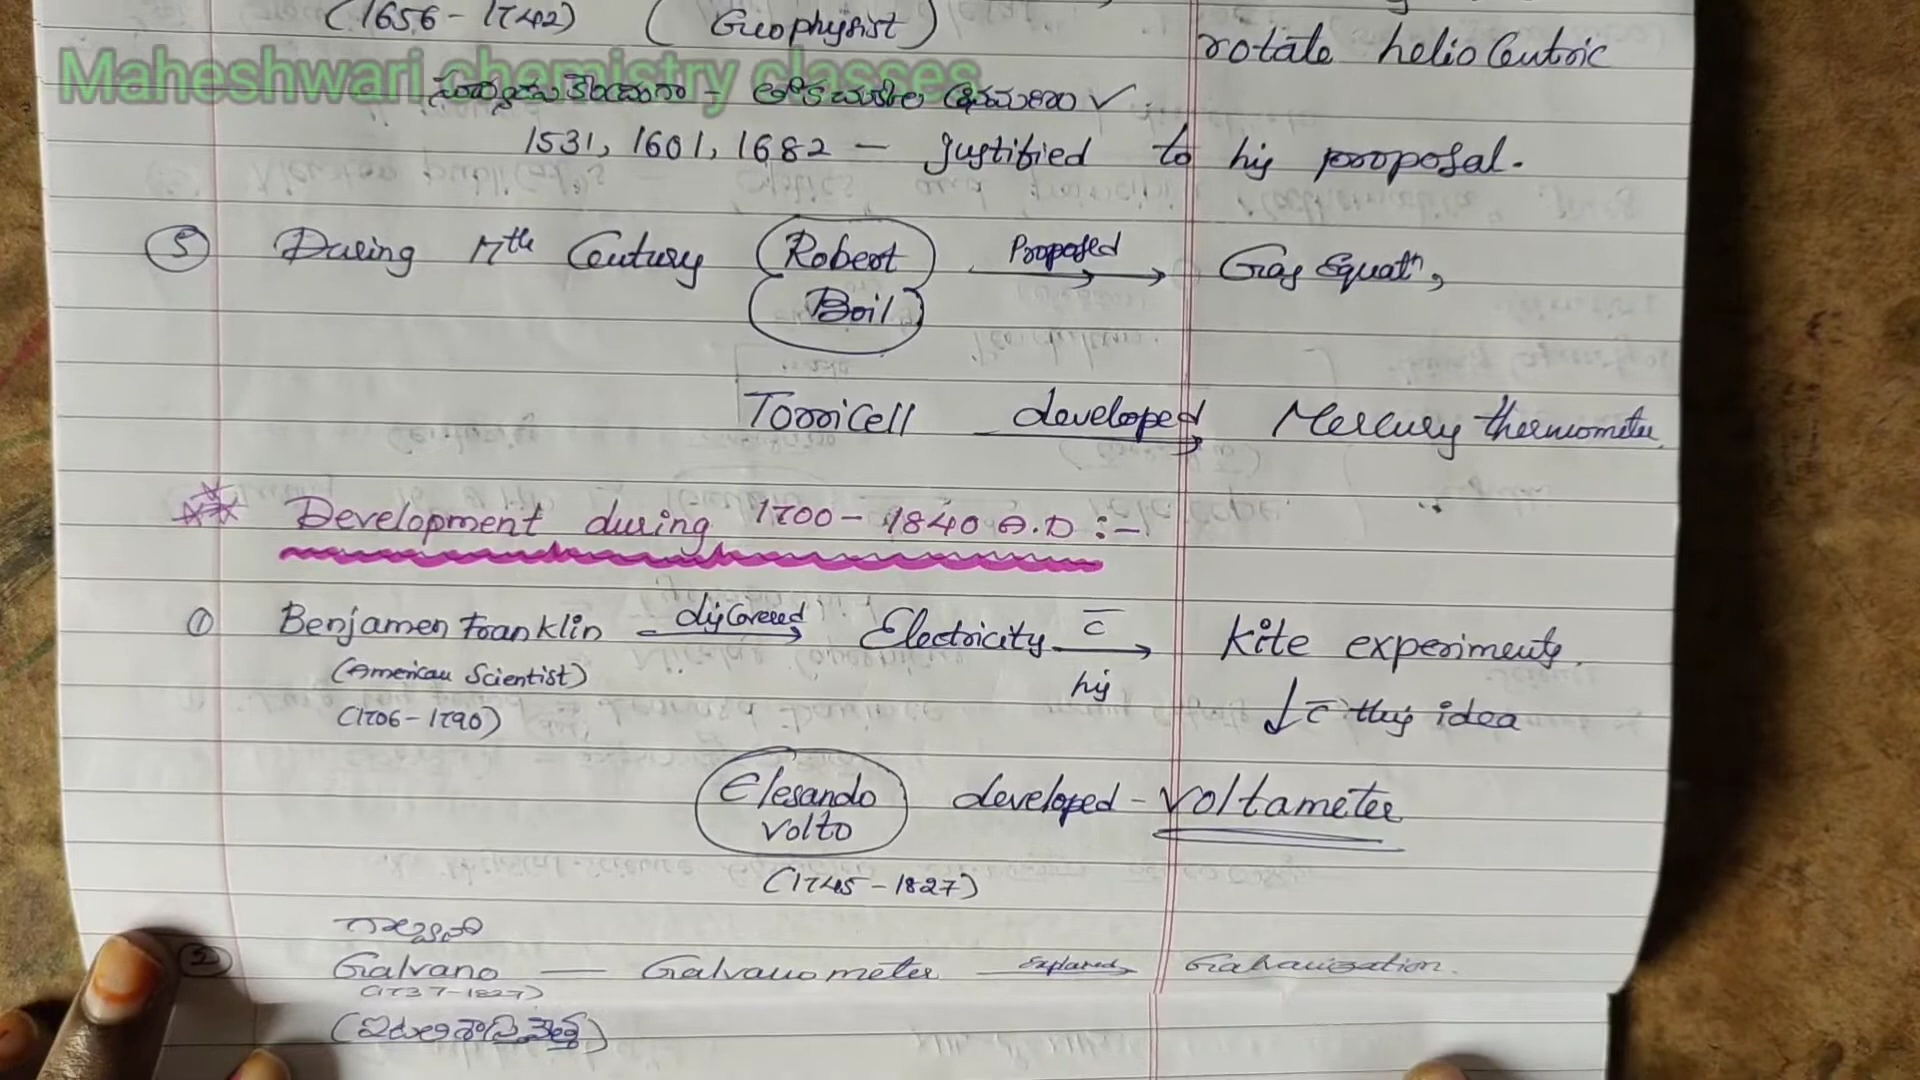 (1656-1742) (Geophysist)
rotate helio Centric
Maheshwari chemistry classes
1531, 1601, 1682 — justified to his proposal.
5 During 17th Century Robert Boil Proposed Gas Equatn,
Torricell developed Mercury thermometer
Development during 1700-1840 A.D :-
1 Benjamen Franklin discovered Electricity c̄ his kite experiments.
(American Scientist) ↓ c̄ this idea
(1706-1790)
Elesando Volto developed - Voltameter
(1745-1827)
2 Galvano — Galvanometer Explained Galvanization.